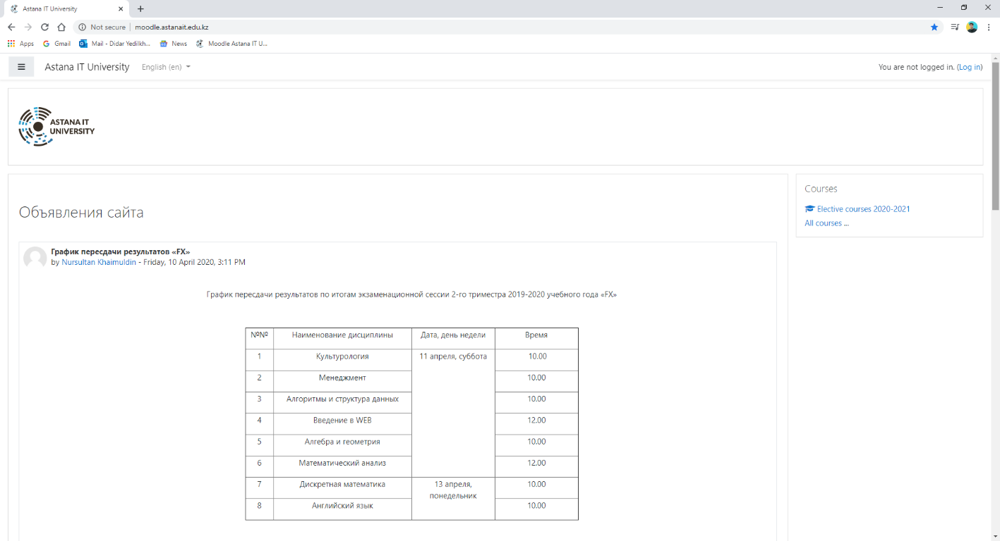 Astana IT University
Not secure
moodle.astanait.edu.kz
Apps
Gmail
Mail - Didar Yedilkh...
News
Moodle Astana IT U...
Astana IT University
English (en)
You are not logged in. (Log in)
ASTANA IT
UNIVERSITY
Объявления сайта
Courses
Elective courses 2020-2021
All courses ...
График пересдачи результатов «FX»
by Nursultan Khaimuldin - Friday, 10 April 2020, 3:11 PM
График пересдачи результатов по итогам экзаменационной сессии 2-го триместра 2019-2020 учебного года «FX»
№№ Наименование дисциплины Дата, день недели Время
1 Культурология 11 апреля, суббота 10.00
2 Менеджмент 10.00
3 Алгоритмы и структура данных 10.00
4 Введение в WEB 12.00
5 Алгебра и геометрия 10.00
6 Математический анализ 12.00
7 Дискретная математика 13 апреля, 10.00
понедельник
8 Английский язык 10.00